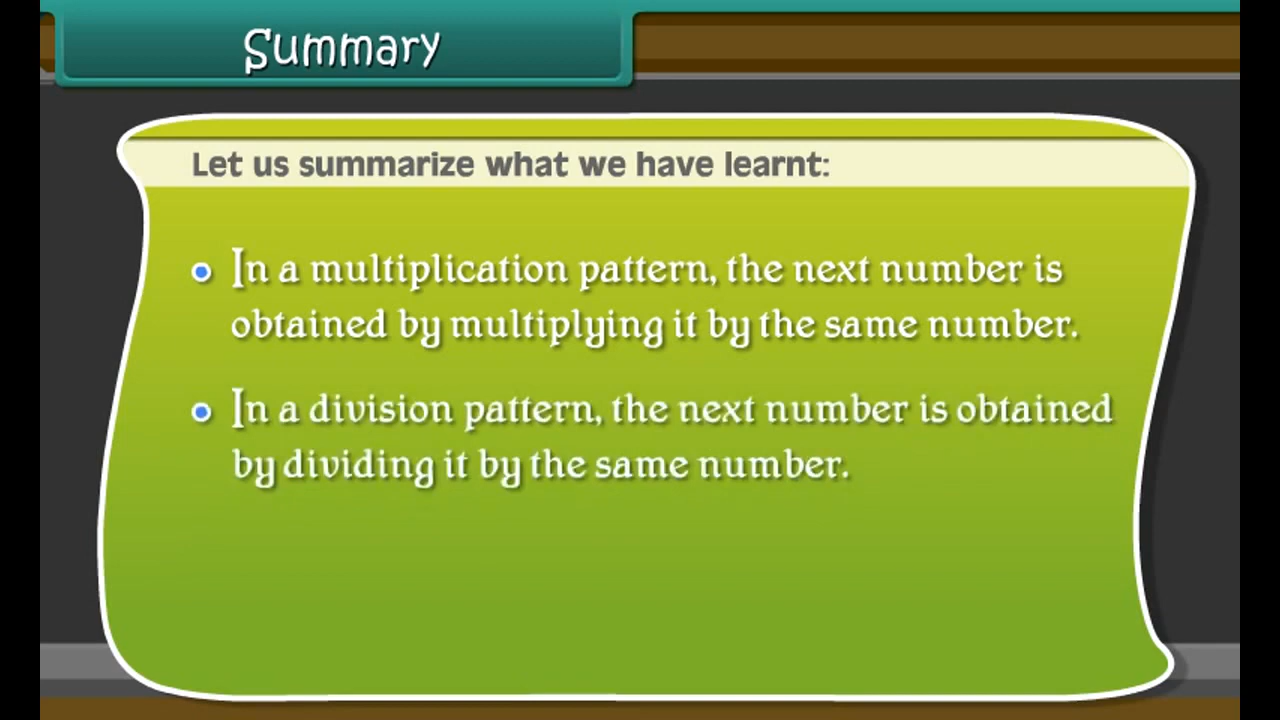 Summary
Let us summarize what we have learnt:
In a multiplication pattern, the next number is
obtained by multiplying it by the same number.
In a division pattern, the next number is obtained
by dividing it by the same number.